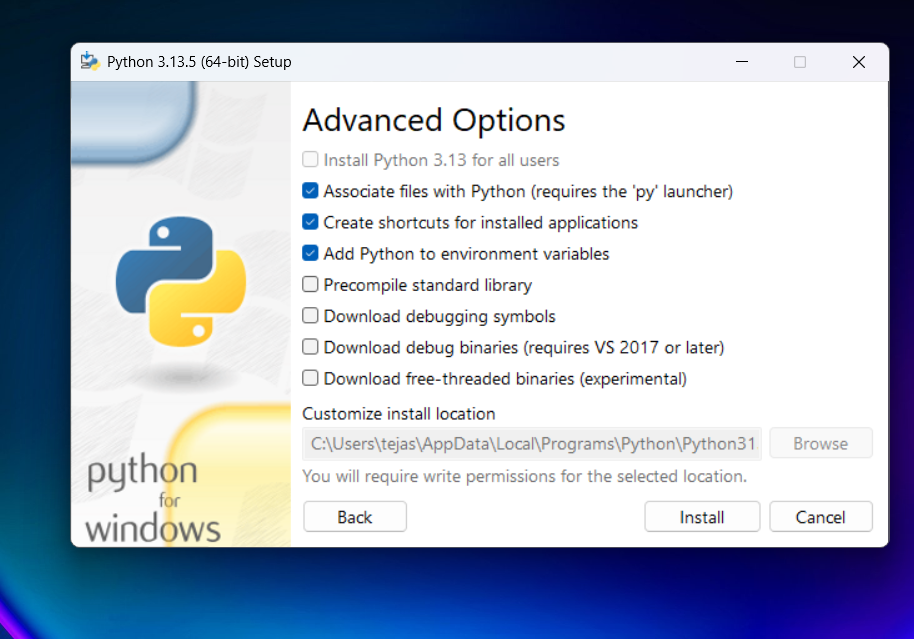 Python 3.13.5 (64-bit) Setup
Advanced Options
Install Python 3.13 for all users
Associate files with Python (requires the 'py' launcher)
Create shortcuts for installed applications
Add Python to environment variables
Precompile standard library
Download debugging symbols
Download debug binaries (requires VS 2017 or later)
Download free-threaded binaries (experimental)
Customize install location
C:\Users\tejas\AppData\Local\Programs\Python\Python31
Browse
You will require write permissions for the selected location.
python
for
windows
Back
Install
Cancel